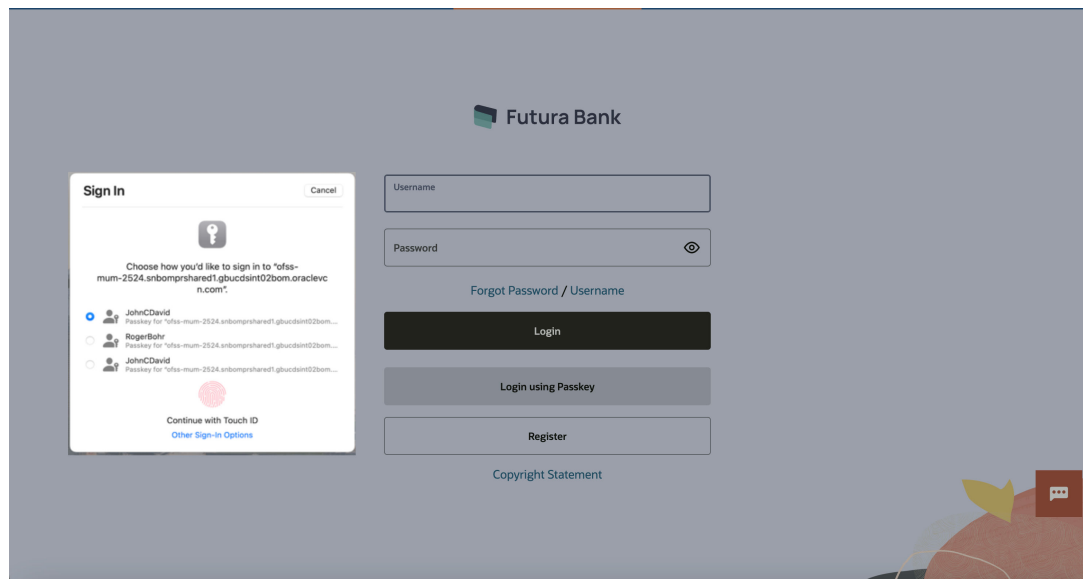 Futura Bank
Sign In
Cancel
Choose how you'd like to sign in to "ofss-
mum-2524.snbomprshared1.gbucdsint02bom.oraclevc
n.com".
JohnCDavid
Passkey for "ofss-mum-2524.snbomprshared1.gbucdsint02bom....
RogerBohr
Passkey for "ofss-mum-2524.snbomprshared1.gbucdsint02bom....
JohnCDavid
Passkey for "ofss-mum-2524.snbomprshared1.gbucdsint02bom....
Continue with Touch ID
Other Sign-In Options
Username
Password
Forgot Password / Username
Login
Login using Passkey
Register
Copyright Statement